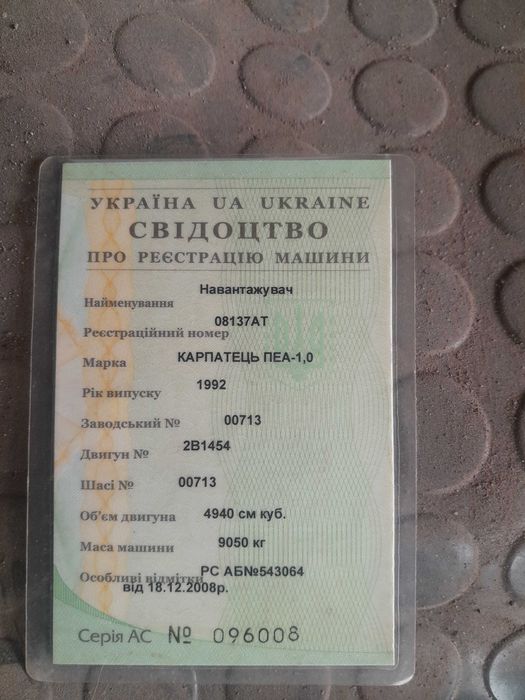 УКРАЇНА UA UKRAINE
СВІДОЦТВО
ПРО РЕЄСТРАЦІЮ МАШИНИ
Найменування Навантажувач
Реєстраційний номер 08137АТ
Марка КАРПАТЕЦЬ ПЕА-1,0
Рік випуску 1992
Заводський № 00713
Двигун № 2В1454
Шасі № 00713
Об'єм двигуна 4940 см куб.
Маса машини 9050 кг
Особливі відмітки РС АБ№543064
від 18.12.2008р.
Серія АС № 096008